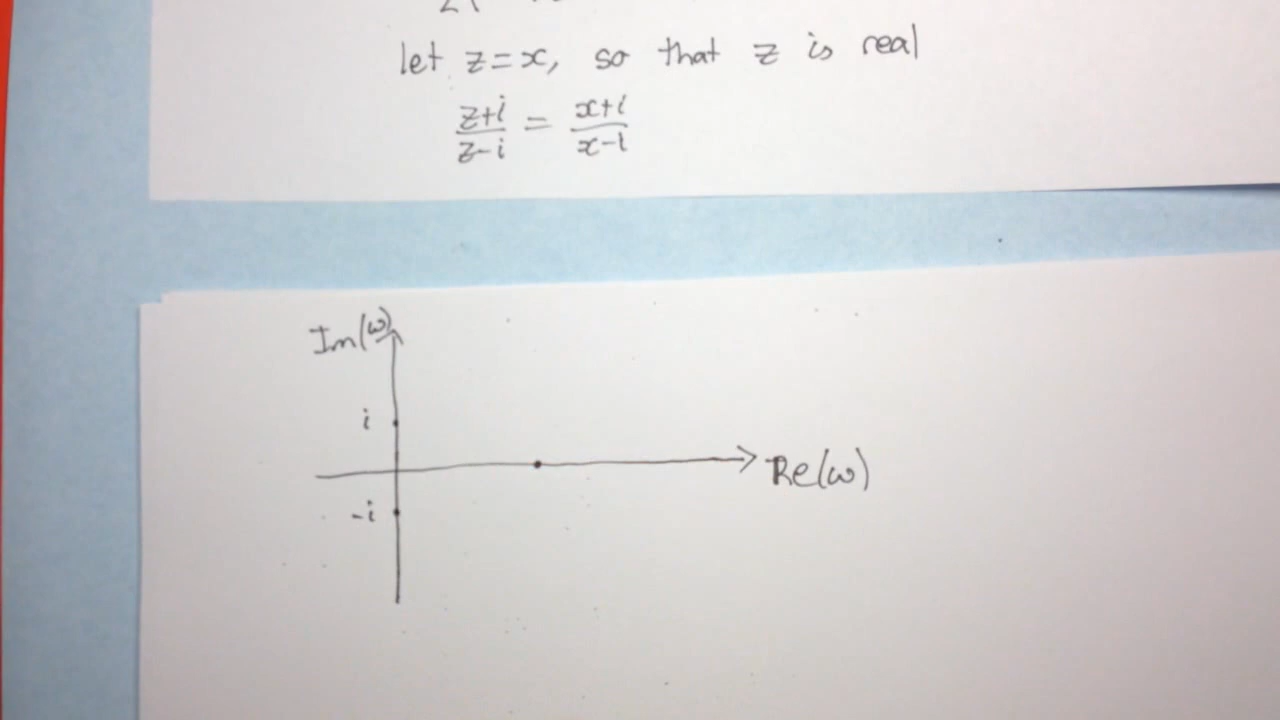 let z=x, so that z is real
z+i/z-i = x+i/x-i
Im(ω)
i
Re(ω)
-i